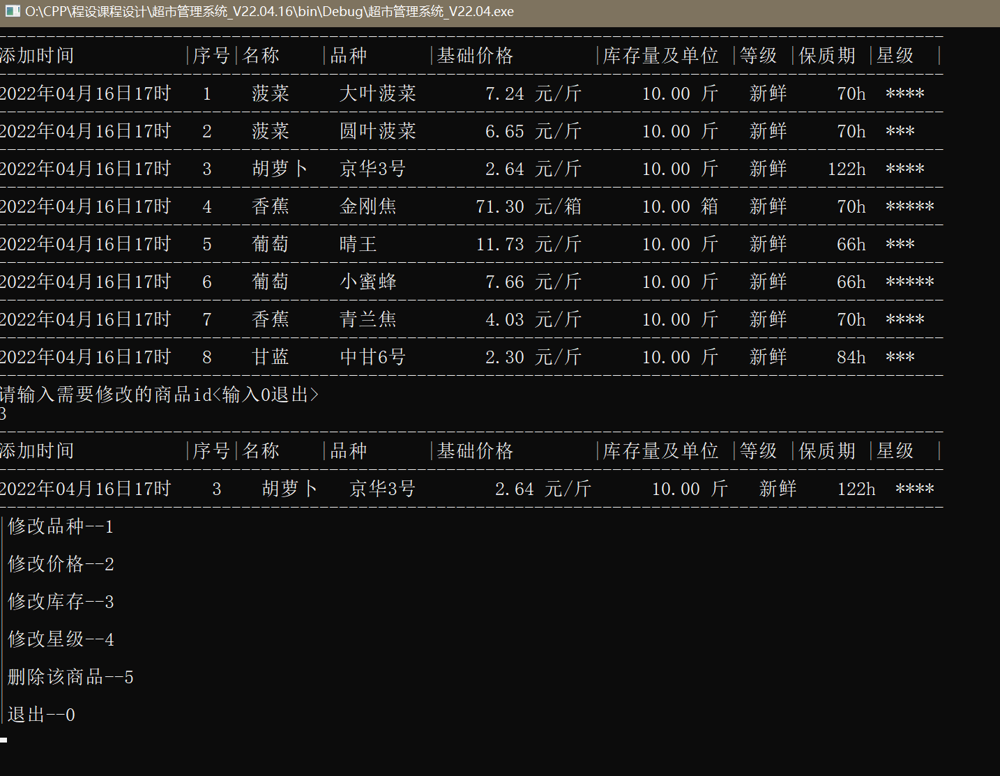 O:\CPP\程设课程设计\超市管理系统_V22.04.16\bin\Debug\超市管理系统_V22.04.exe
添加时间 |序号|名称 |品种 |基础价格 |库存量及单位 |等级 |保质期 |星级 |
2022年04月16日17时 1 菠菜 大叶菠菜 7.24 元/斤 10.00 斤 新鲜 70h ****
2022年04月16日17时 2 菠菜 圆叶菠菜 6.65 元/斤 10.00 斤 新鲜 70h ***
2022年04月16日17时 3 胡萝卜 京华3号 2.64 元/斤 10.00 斤 新鲜 122h ****
2022年04月16日17时 4 香蕉 金刚焦 71.30 元/箱 10.00 箱 新鲜 70h *****
2022年04月16日17时 5 葡萄 晴王 11.73 元/斤 10.00 斤 新鲜 66h ***
2022年04月16日17时 6 葡萄 小蜜蜂 7.66 元/斤 10.00 斤 新鲜 66h *****
2022年04月16日17时 7 香蕉 青兰焦 4.03 元/斤 10.00 斤 新鲜 70h ****
2022年04月16日17时 8 甘蓝 中甘6号 2.30 元/斤 10.00 斤 新鲜 84h ***
请输入需要修改的商品id<输入0退出>
3
添加时间 |序号|名称 |品种 |基础价格 |库存量及单位 |等级 |保质期 |星级 |
2022年04月16日17时 3 胡萝卜 京华3号 2.64 元/斤 10.00 斤 新鲜 122h ****
|修改品种--1
|修改价格--2
|修改库存--3
|修改星级--4
|删除该商品--5
|退出--0